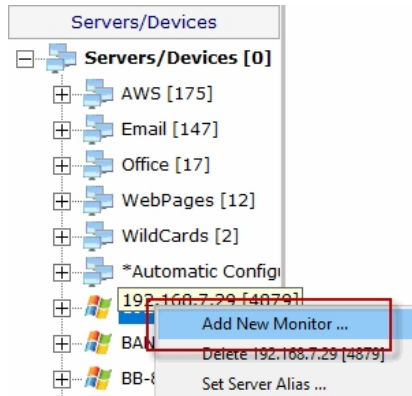 Servers/Devices
Servers/Devices [0]
AWS [175]
Email [147]
Office [17]
WebPages [12]
WildCards [2]
*Automatic Configu
192.168.7.29 [4879]
Add New Monitor ...
BAN
Delete 192.168.7.29 [4879]
BB-8
Set Server Alias ...